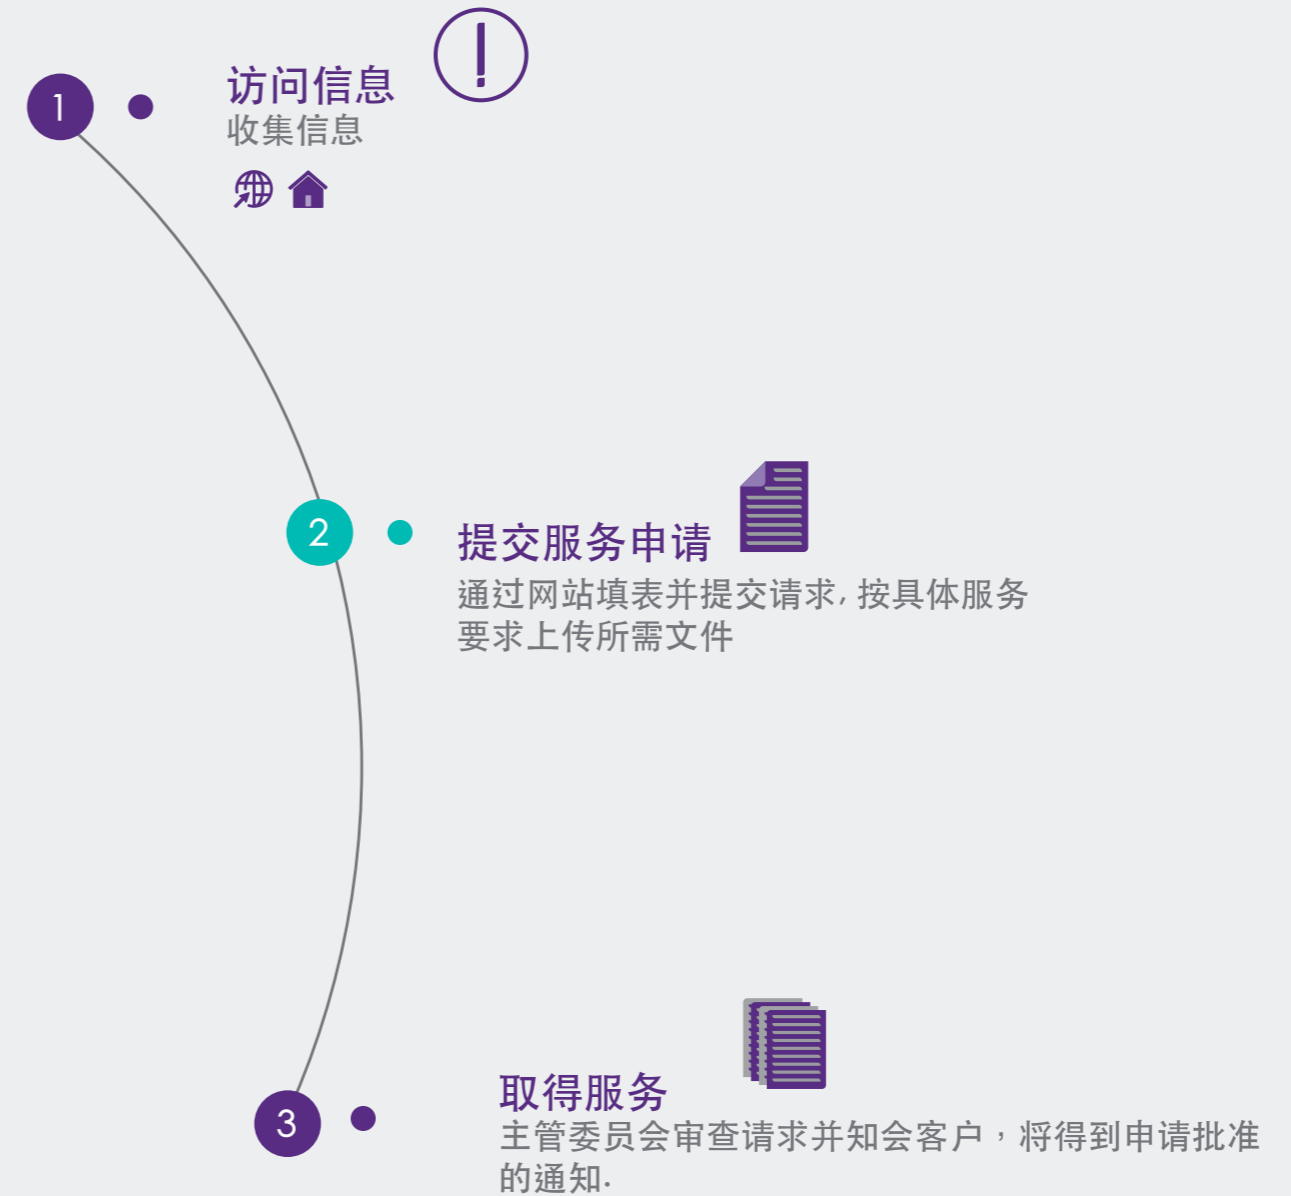 1
访问信息
收集信息
2
提交服务申请
通过网站填表并提交请求, 按具体服务
要求上传所需文件
3
取得服务
主管委员会审查请求并知会客户，将得到申请批准
的通知.